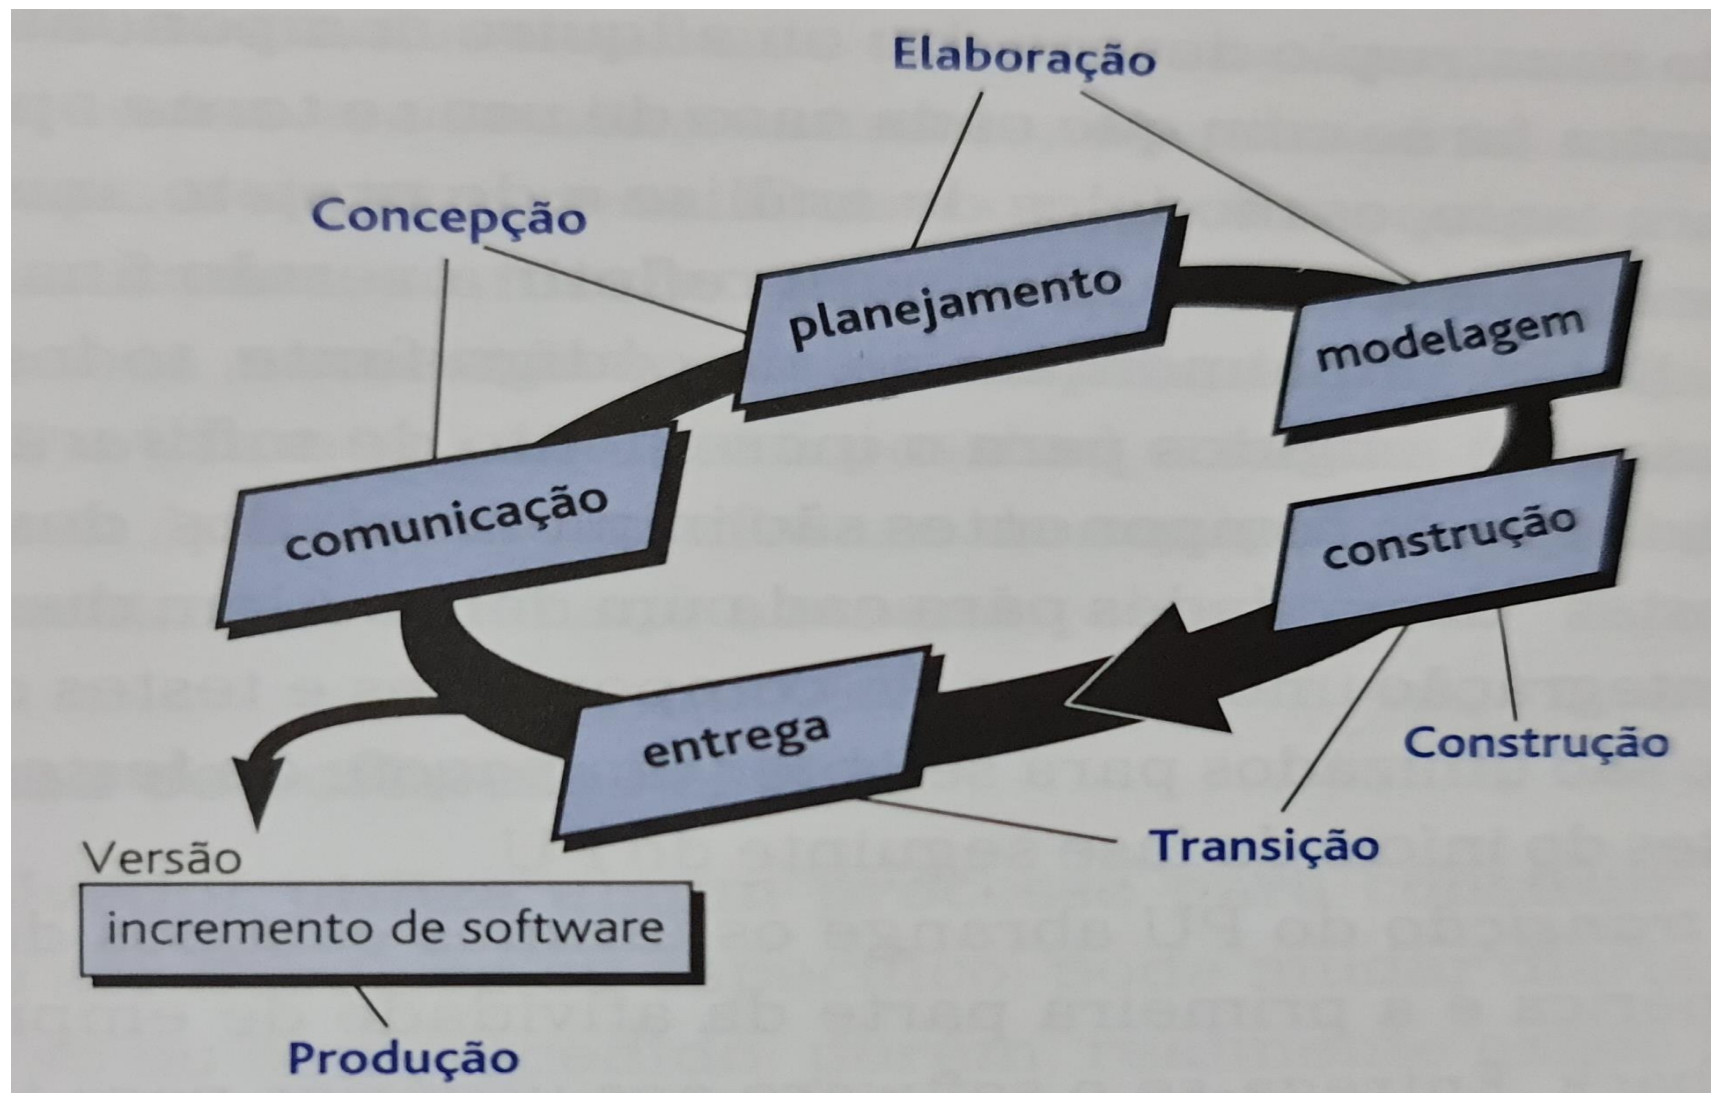 Elaboração
Concepção
planejamento
modelagem
comunicação
construção
entrega
Construção
Transição
Versão
incremento de software
Produção